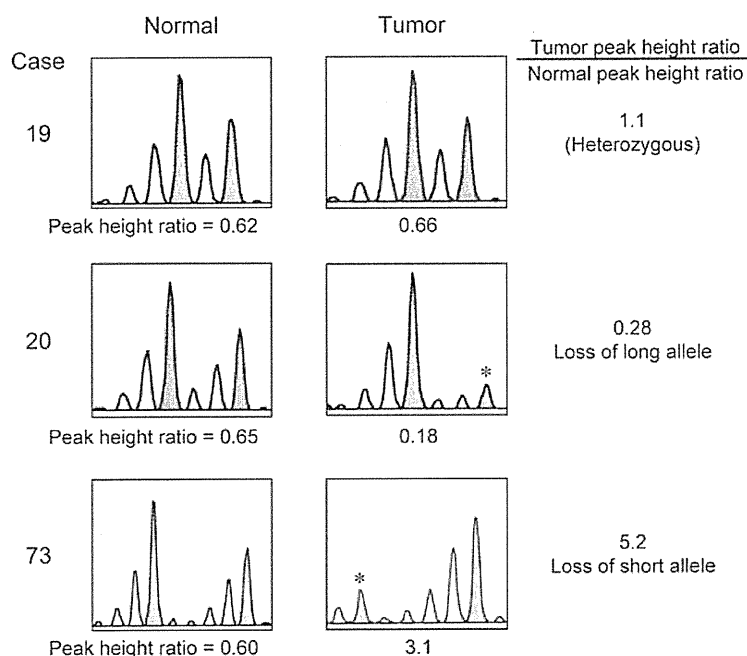 Normal
Tumor
Tumor peak height ratio
Normal peak height ratio
Case
19
1.1
(Heterozygous)
Peak height ratio = 0.62
0.66
20
*
0.28
Loss of long allele
Peak height ratio = 0.65
0.18
73
*
5.2
Loss of short allele
Peak height ratio = 0.60
3.1